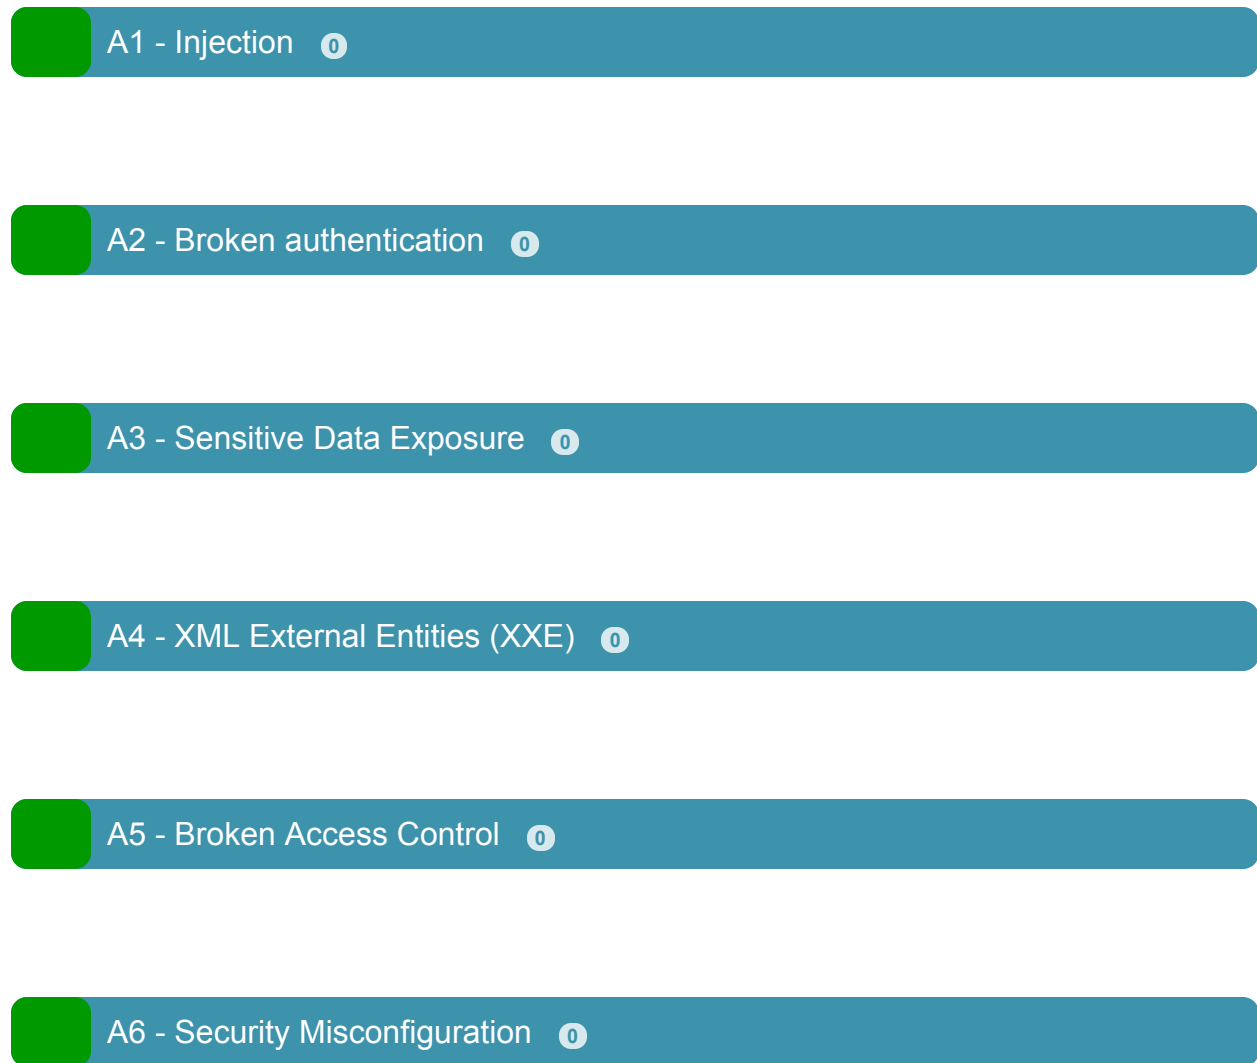 A1 - Injection 0
A2 - Broken authentication 0
A3 - Sensitive Data Exposure 0
A4 - XML External Entities (XXE) 0
A5 - Broken Access Control 0
A6 - Security Misconfiguration 0